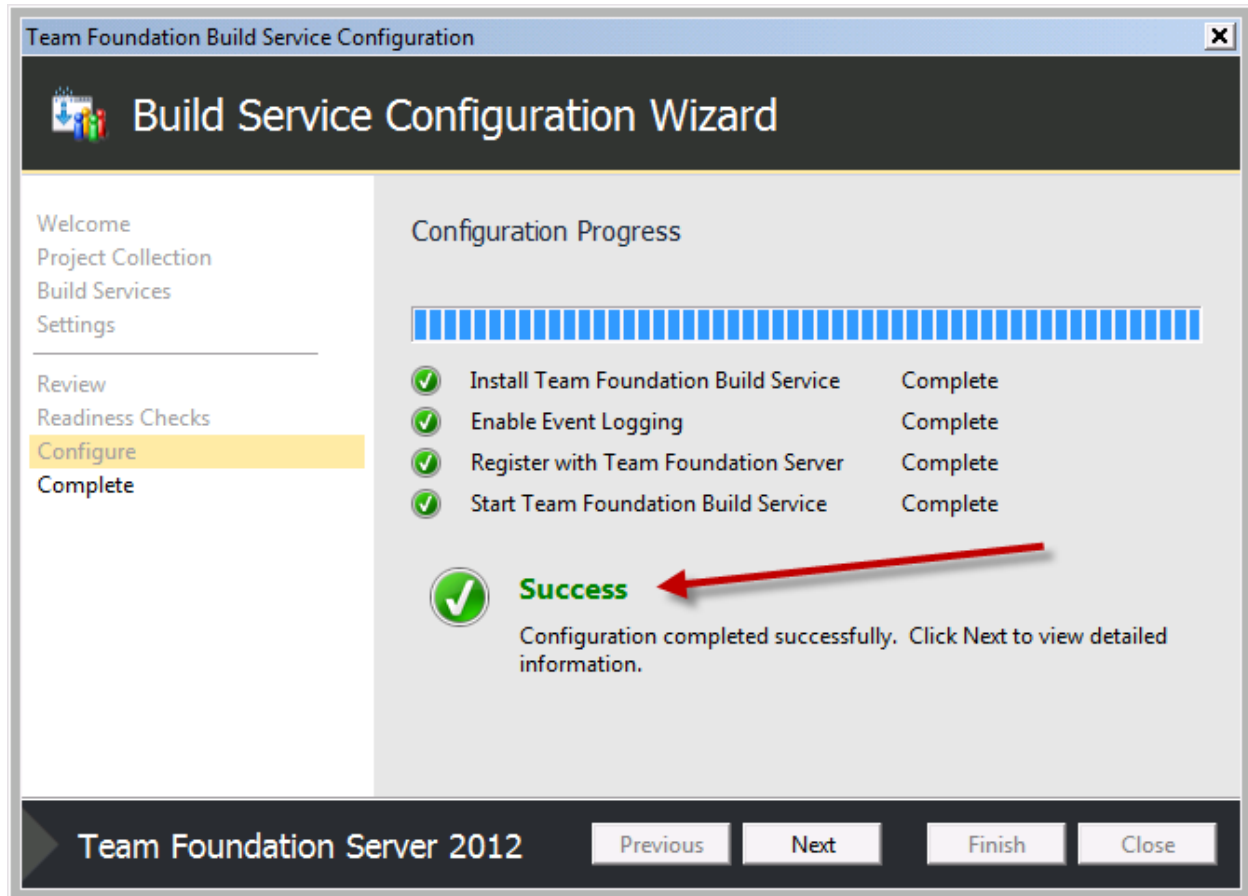 Team Foundation Build Service Configuration
Build Service Configuration Wizard
Welcome
Project Collection
Build Services
Settings
Review
Readiness Checks
Configure
Complete
Configuration Progress
Install Team Foundation Build Service Complete
Enable Event Logging Complete
Register with Team Foundation Server Complete
Start Team Foundation Build Service Complete
Success
Configuration completed successfully.  Click Next to view detailed
information.
Team Foundation Server 2012
Previous Next Finish Close